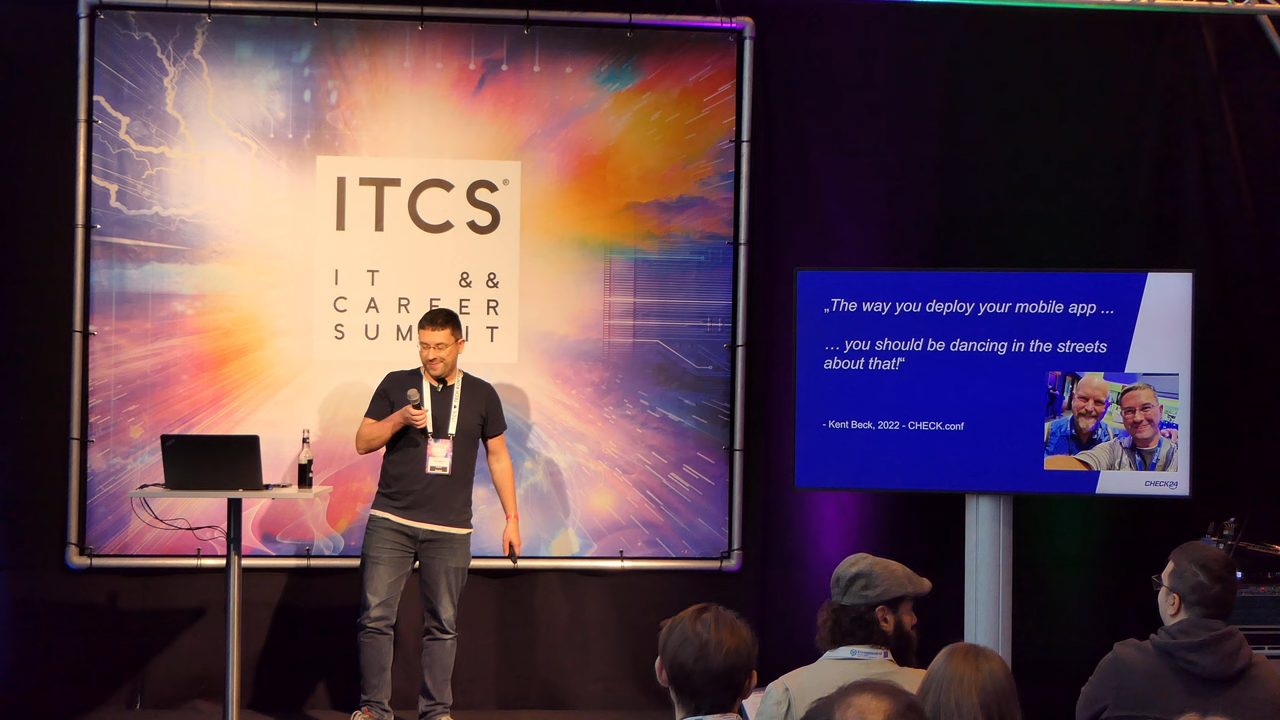 ITCS®
IT &&
CAREER
SUMMIT
„The way you deploy your mobile app ...
... you should be dancing in the streets
about that!“
- Kent Beck, 2022 - CHECK.conf
CHECK24